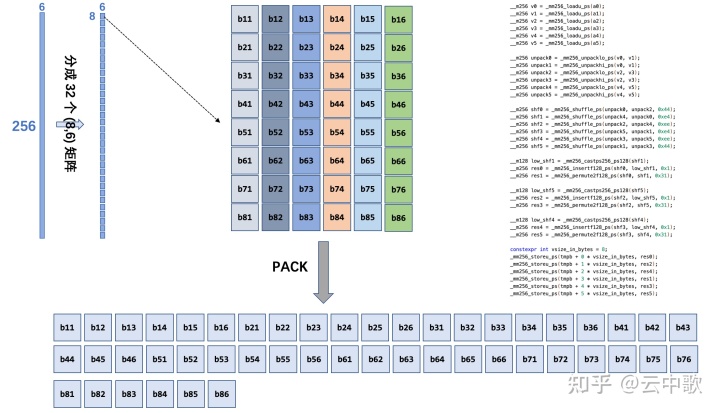 6
256
分成 32 个 (8,6) 矩阵
6
8
b11 b12 b13 b14 b15 b16
b21 b22 b23 b24 b25 b26
b31 b32 b33 b34 b35 b36
b41 b42 b43 b44 b45 b46
b51 b52 b53 b54 b55 b56
b61 b62 b63 b64 b65 b66
b71 b72 b73 b74 b75 b76
b81 b82 b83 b84 b85 b86
__m256 v0 = _mm256_loadu_ps(a0);
__m256 v1 = _mm256_loadu_ps(a1);
__m256 v2 = _mm256_loadu_ps(a2);
__m256 v3 = _mm256_loadu_ps(a3);
__m256 v4 = _mm256_loadu_ps(a4);
__m256 v5 = _mm256_loadu_ps(a5);
__m256 unpack0 = _mm256_unpacklo_ps(v0, v1);
__m256 unpack1 = _mm256_unpackhi_ps(v0, v1);
__m256 unpack2 = _mm256_unpacklo_ps(v2, v3);
__m256 unpack3 = _mm256_unpackhi_ps(v2, v3);
__m256 unpack4 = _mm256_unpacklo_ps(v4, v5);
__m256 unpack5 = _mm256_unpackhi_ps(v4, v5);
__m256 shf0 = _mm256_shuffle_ps(unpack0, unpack2, 0x44);
__m256 shf1 = _mm256_shuffle_ps(unpack4, unpack0, 0xe4);
__m256 shf2 = _mm256_shuffle_ps(unpack2, unpack4, 0xee);
__m256 shf3 = _mm256_shuffle_ps(unpack5, unpack1, 0xe4);
__m256 shf4 = _mm256_shuffle_ps(unpack3, unpack5, 0xee);
__m256 shf5 = _mm256_shuffle_ps(unpack1, unpack3, 0x44);
__m128 low_shf1 = _mm256_castps256_ps128(shf1);
__m256 res0 = _mm256_insertf128_ps(shf0, low_shf1, 0x1);
__m256 res1 = _mm256_permute2f128_ps(shf0, shf1, 0x31);
__m128 low_shf5 = _mm256_castps256_ps128(shf5);
__m256 res2 = _mm256_insertf128_ps(shf2, low_shf5, 0x1);
__m256 res3 = _mm256_permute2f128_ps(shf2, shf5, 0x31);
__m128 low_shf4 = _mm256_castps256_ps128(shf4);
__m256 res4 = _mm256_insertf128_ps(shf3, low_shf4, 0x1);
__m256 res5 = _mm256_permute2f128_ps(shf3, shf4, 0x31);
constexpr int vsize_in_bytes = 8;
_mm256_storeu_ps(tmpb + 0 * vsize_in_bytes, res0);
_mm256_storeu_ps(tmpb + 1 * vsize_in_bytes, res2);
_mm256_storeu_ps(tmpb + 2 * vsize_in_bytes, res4);
_mm256_storeu_ps(tmpb + 3 * vsize_in_bytes, res1);
_mm256_storeu_ps(tmpb + 4 * vsize_in_bytes, res3);
_mm256_storeu_ps(tmpb + 5 * vsize_in_bytes, res5);
PACK
b11 b12 b13 b14 b15 b16 b21 b22 b23 b24 b25 b26 b31 b32 b33 b34 b35 b36 b41 b42 b43
b44 b45 b46 b51 b52 b53 b54 b55 b56 b61 b62 b63 b64 b65 b66 b71 b72 b73 b74 b75 b76
b81 b82 b83 b84 b85 b86
知乎 @云中歌